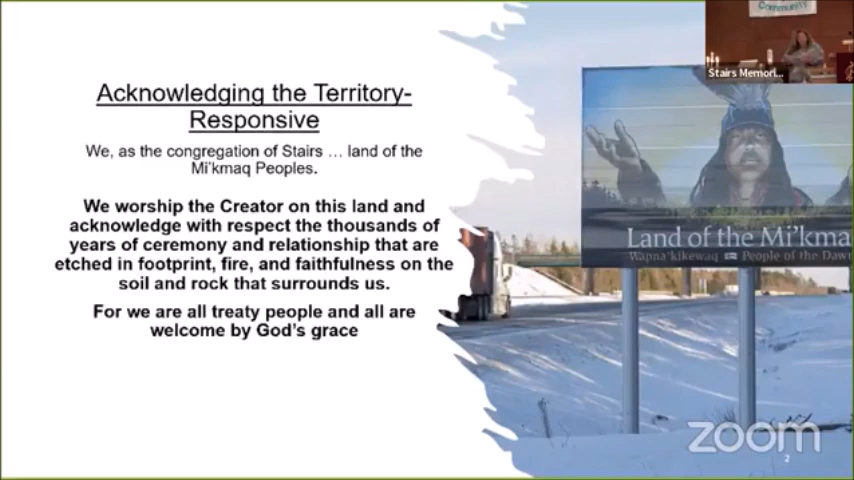 Acknowledging the Territory-
Responsive
We, as the congregation of Stairs … land of the
Mi'kmaq Peoples.
We worship the Creator on this land and
acknowledge with respect the thousands of
years of ceremony and relationship that are
etched in footprint, fire, and faithfulness on the
soil and rock that surrounds us.
For we are all treaty people and all are
welcome by God's grace
Community
Stairs Memori...
Land of the Mi'kma
Wapna'kikewaq People of the Daw
zoom
2